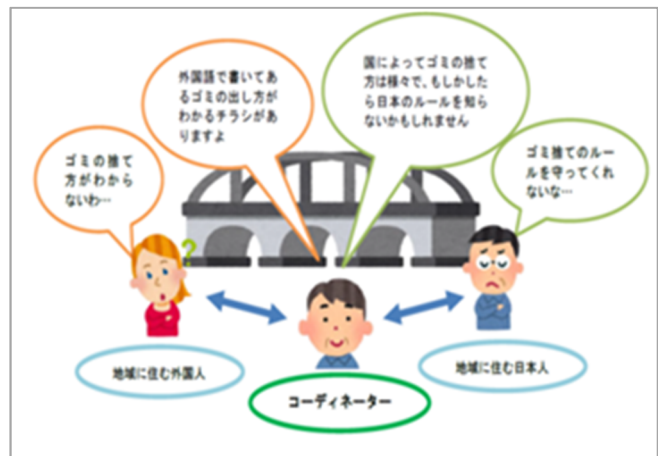 外国語で書いてあ
るゴミの出し方が
わかるチラシがあ
りますよ
国によってゴミの捨て
方は様々で、もしかした
ら日本のルールを知ら
ないかもしれません
ゴミの捨て
方がわから
ないわ…
ゴミ捨てのルー
ルを守ってくれ
ないな…
?
地域に住む外国人
コーディネーター
地域に住む日本人